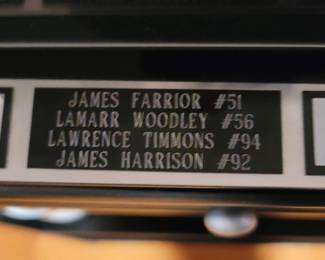 JAMES FARRIOR #51
LAMARR WOODLEY #56
LAWRENCE TIMMONS #94
JAMES HARRISON #92